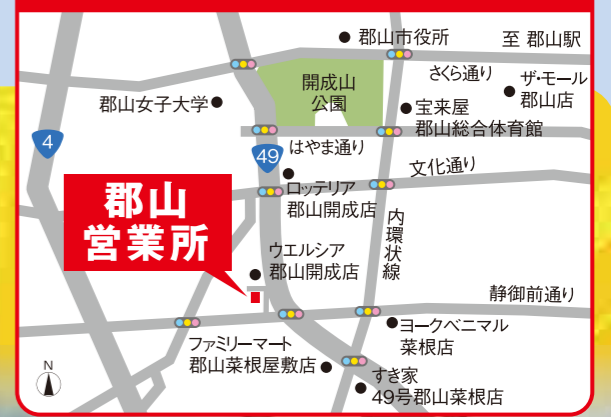 郡山市役所
至 郡山駅
さくら通り
ザ・モール
郡山店
開成山
公園
郡山女子大学
宝来屋
郡山総合体育館
4
49
はやま通り
文化通り
ロッテリア
郡山開成店
郡山
営業所
内環状線
ウエルシア
郡山開成店
静御前通り
ファミリーマート
郡山菜根屋敷店
ヨークベニマル
菜根店
すき家
49号郡山菜根店
N